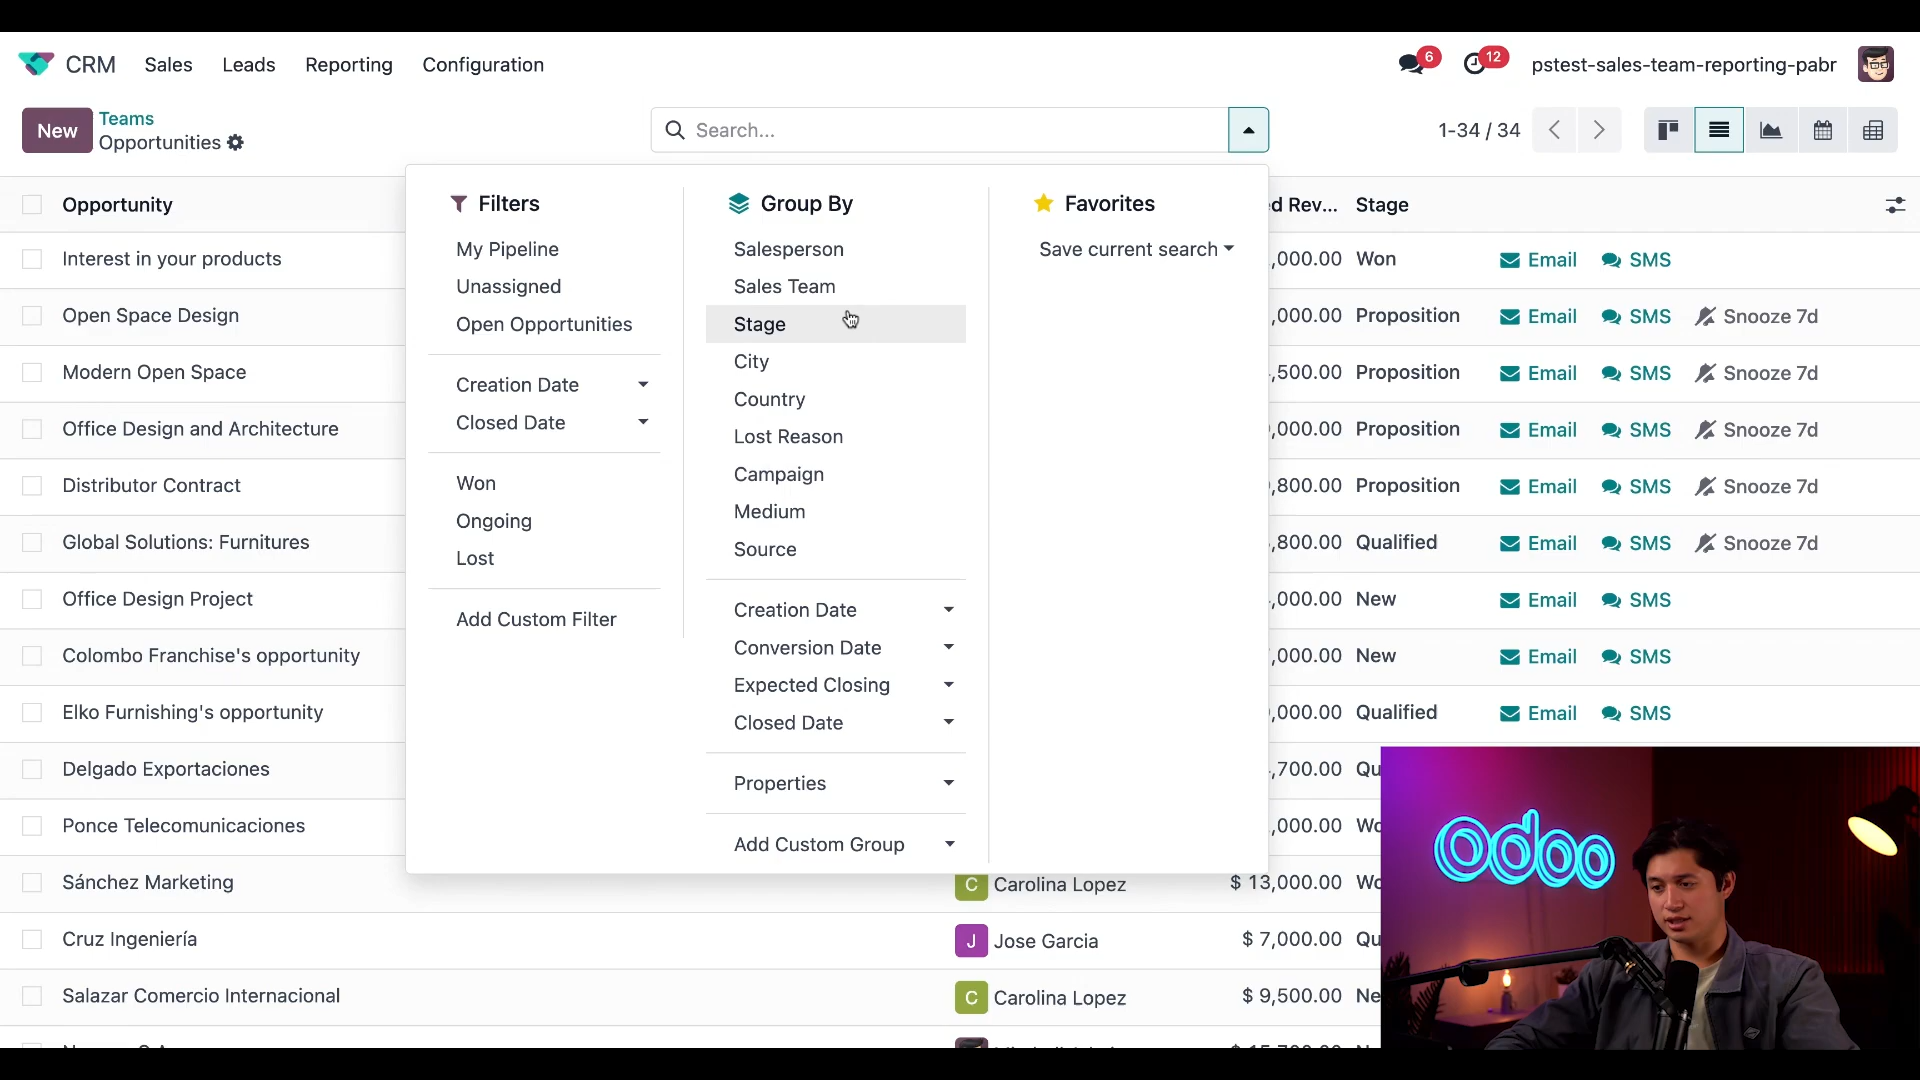 CRM Sales Leads Reporting Configuration
6 12 pstest-sales-team-reporting-pabr
New Teams
Opportunities
Search...
1-34 / 34
Opportunity
d Rev... Stage
Filters
My Pipeline
Unassigned
Open Opportunities
Creation Date
Closed Date
Won
Ongoing
Lost
Add Custom Filter
Group By
Salesperson
Sales Team
Stage
City
Country
Lost Reason
Campaign
Medium
Source
Creation Date
Conversion Date
Expected Closing
Closed Date
Properties
Add Custom Group
Favorites
Save current search
Interest in your products ,000.00 Won Email SMS
Open Space Design ,000.00 Proposition Email SMS Snooze 7d
Modern Open Space ,500.00 Proposition Email SMS Snooze 7d
Office Design and Architecture ,000.00 Proposition Email SMS Snooze 7d
Distributor Contract ,800.00 Proposition Email SMS Snooze 7d
Global Solutions: Furnitures ,800.00 Qualified Email SMS Snooze 7d
Office Design Project ,000.00 New Email SMS
Colombo Franchise's opportunity ,000.00 New Email SMS
Elko Furnishing's opportunity ,000.00 Qualified Email SMS
Delgado Exportaciones ,700.00 Qu
Ponce Telecomunicaciones ,000.00 Wo
Sánchez Marketing C Carolina Lopez $ 13,000.00 Wo
Cruz Ingeniería J Jose Garcia $ 7,000.00 Qu
Salazar Comercio Internacional C Carolina Lopez $ 9,500.00 Ne
odoo